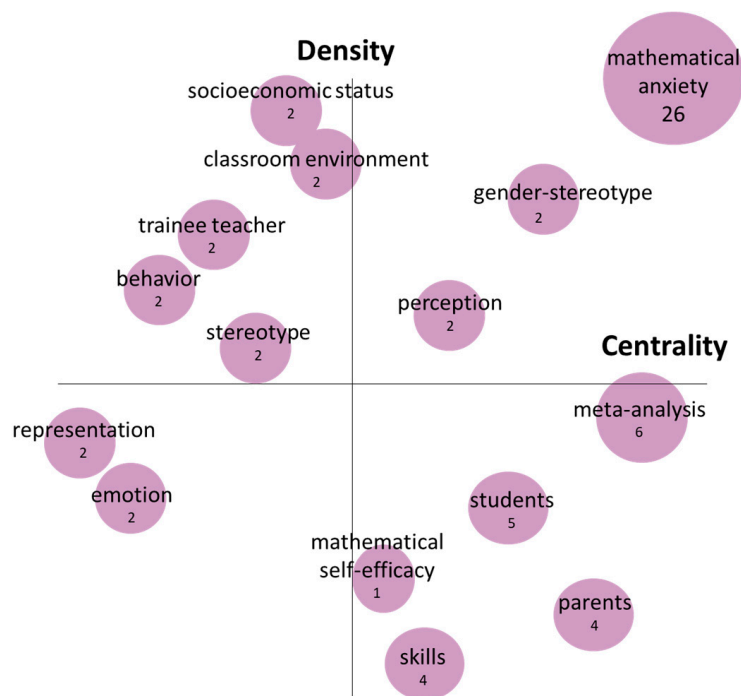 Density
mathematical
anxiety
26
socioeconomic status
2
classroom environment
2
gender-stereotype
2
trainee teacher
2
behavior
2
perception
2
stereotype
2
Centrality
meta-analysis
6
representation
2
emotion
2
students
5
mathematical
self-efficacy
1
parents
4
skills
4